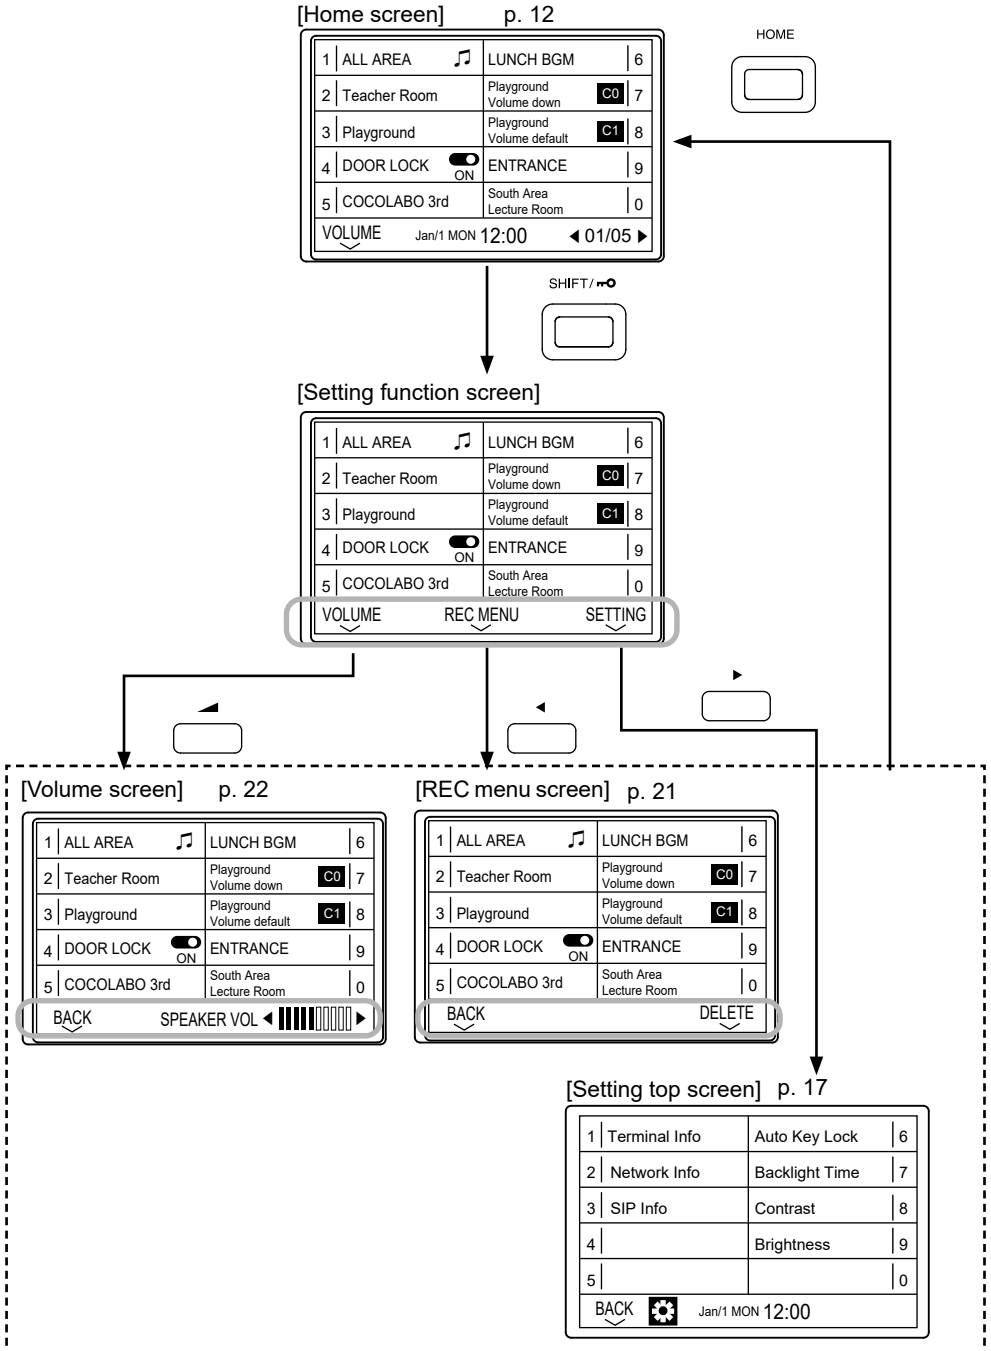 [Home screen] p. 12
HOME
1 ALL AREA LUNCH BGM 6
2 Teacher Room Playground Volume down C0 7
3 Playground Playground Volume default C1 8
4 DOOR LOCK ON ENTRANCE 9
5 COCOLABO 3rd South Area Lecture Room 0
VOLUME Jan/1 MON 12:00 01/05
SHIFT/
[Setting function screen]
1 ALL AREA LUNCH BGM 6
2 Teacher Room Playground Volume down C0 7
3 Playground Playground Volume default C1 8
4 DOOR LOCK ON ENTRANCE 9
5 COCOLABO 3rd South Area Lecture Room 0
VOLUME REC MENU SETTING
[Volume screen] p. 22
1 ALL AREA LUNCH BGM 6
2 Teacher Room Playground Volume down C0 7
3 Playground Playground Volume default C1 8
4 DOOR LOCK ON ENTRANCE 9
5 COCOLABO 3rd South Area Lecture Room 0
BACK SPEAKER VOL
[REC menu screen] p. 21
1 ALL AREA LUNCH BGM 6
2 Teacher Room Playground Volume down C0 7
3 Playground Playground Volume default C1 8
4 DOOR LOCK ON ENTRANCE 9
5 COCOLABO 3rd South Area Lecture Room 0
BACK DELETE
[Setting top screen] p. 17
1 Terminal Info Auto Key Lock 6
2 Network Info Backlight Time 7
3 SIP Info Contrast 8
4 Brightness 9
5 0
BACK Jan/1 MON 12:00